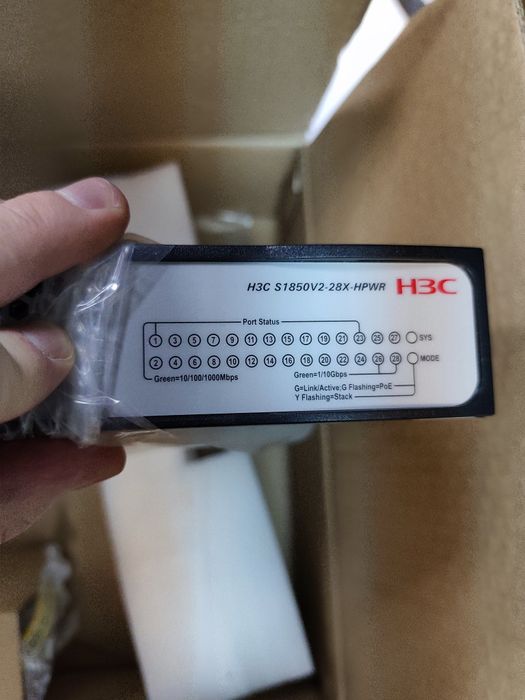 H3C S1850V2-28X-HPWR H3C
Port Status
1 3 5 7 9 11 13 15 17 19 21 23 25 27 SYS
2 4 6 8 10 12 14 16 18 20 22 24 26 28 MODE
Green=10/100/1000Mbps Green=1/10Gbps
G=Link/Active;G Flashing=PoE
Y Flashing=Stack